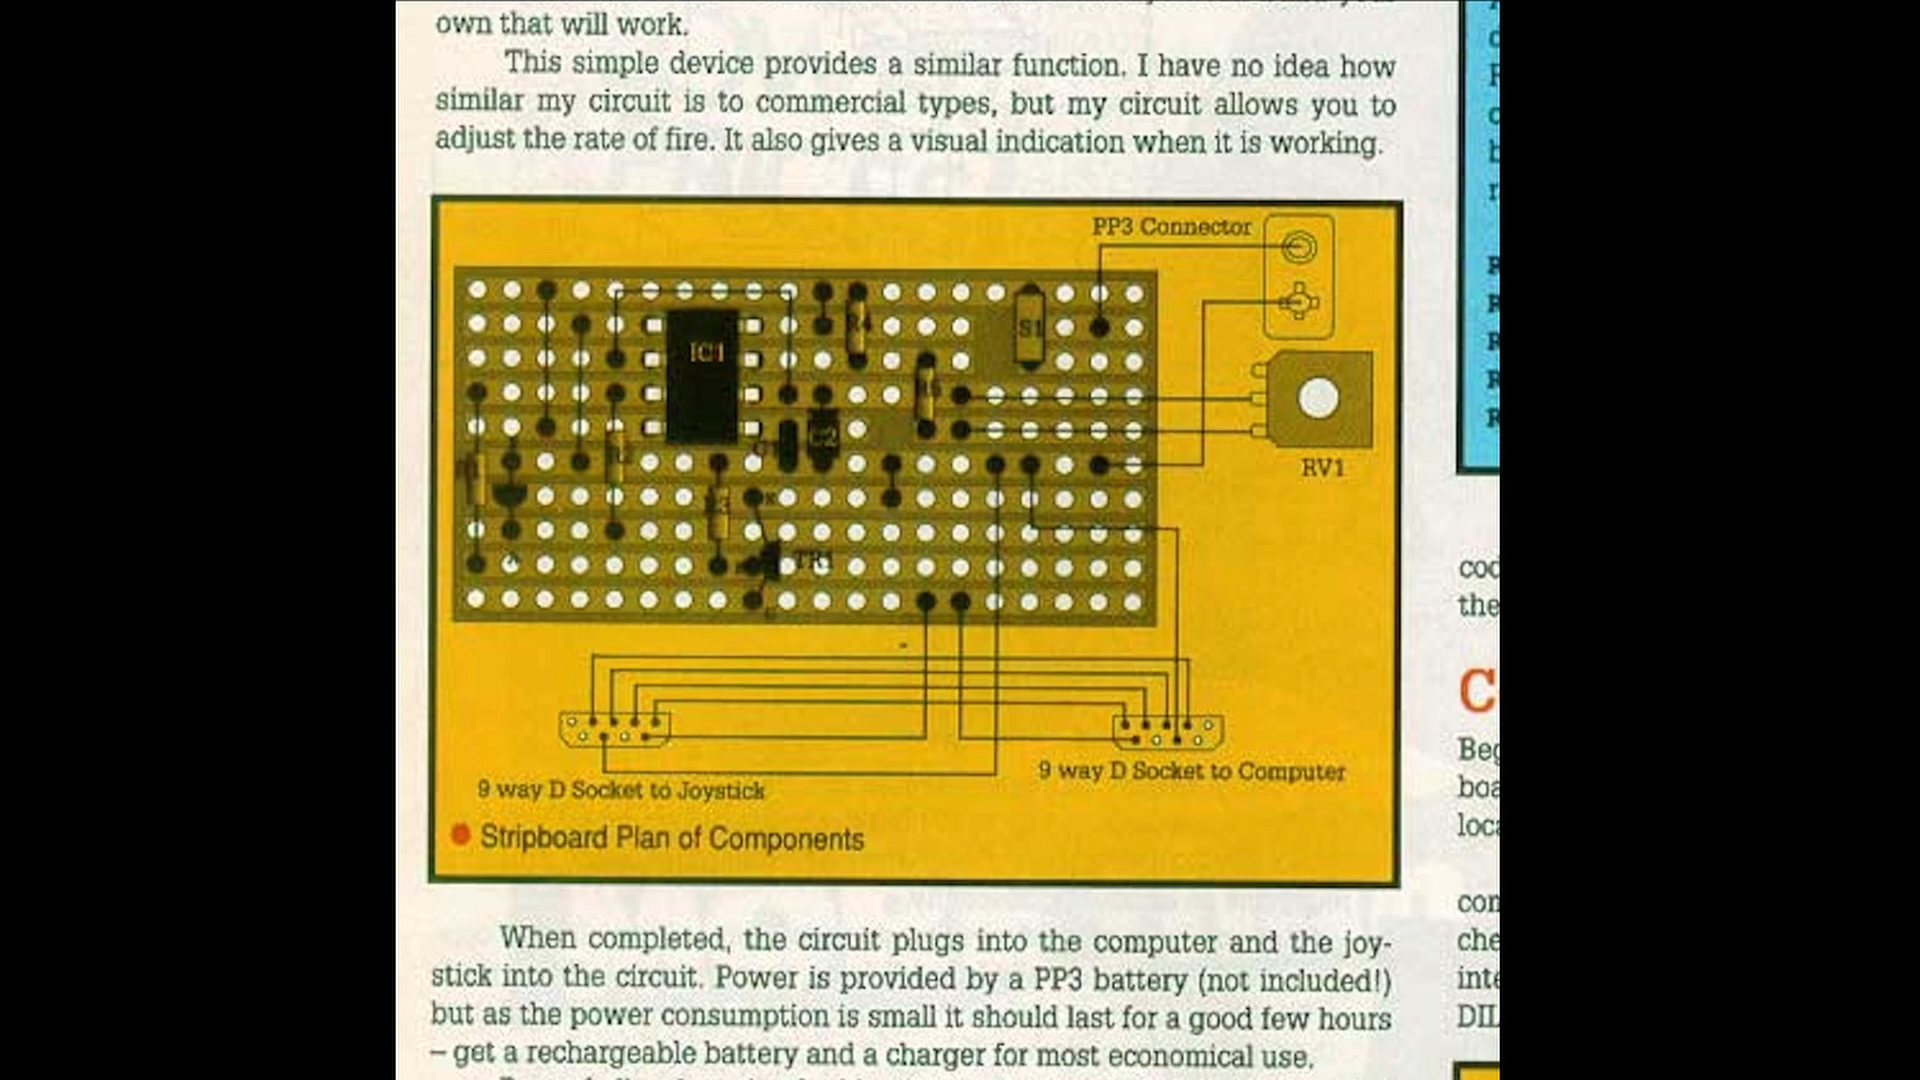 own that will work.
This simple device provides a similar function. I have no idea how
similar my circuit is to commercial types, but my circuit allows you to
adjust the rate of fire. It also gives a visual indication when it is working.
PP3 Connector
IC1
R4
S1
C2
RV1
TR1
9 way D Socket to Joystick
9 way D Socket to Computer
Stripboard Plan of Components
When completed, the circuit plugs into the computer and the joy-
stick into the circuit. Power is provided by a PP3 battery (not included!)
but as the power consumption is small it should last for a good few hours
– get a rechargeable battery and a charger for most economical use.
R
R
R
R
R
the
C
DIL